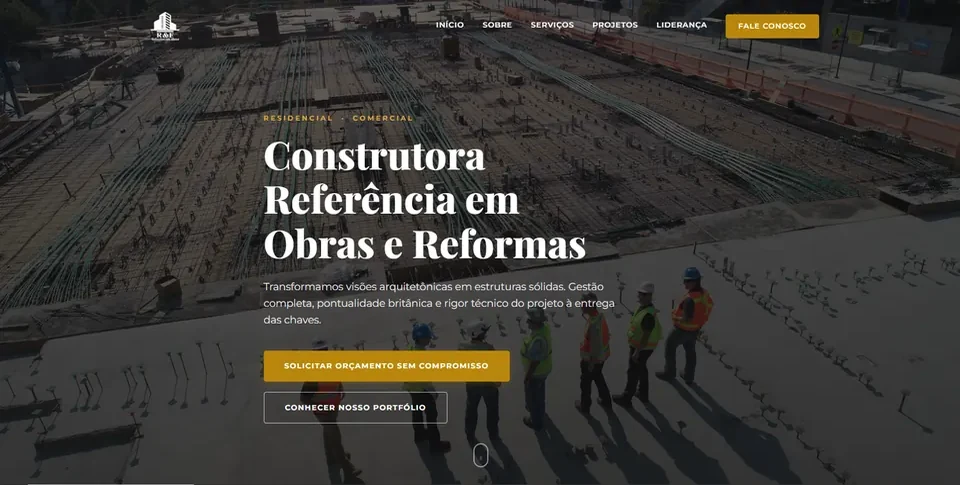 R&F
INÍCIO
SOBRE
SERVIÇOS
PROJETOS
LIDERANÇA
FALE CONOSCO
RESIDENCIAL · COMERCIAL
Construtora
Referência em
Obras e Reformas
Transformamos visões arquitetônicas em estruturas sólidas. Gestão
completa, pontualidade britânica e rigor técnico do projeto à entrega
das chaves.
SOLICITAR ORÇAMENTO SEM COMPROMISSO
CONHECER NOSSO PORTFÓLIO